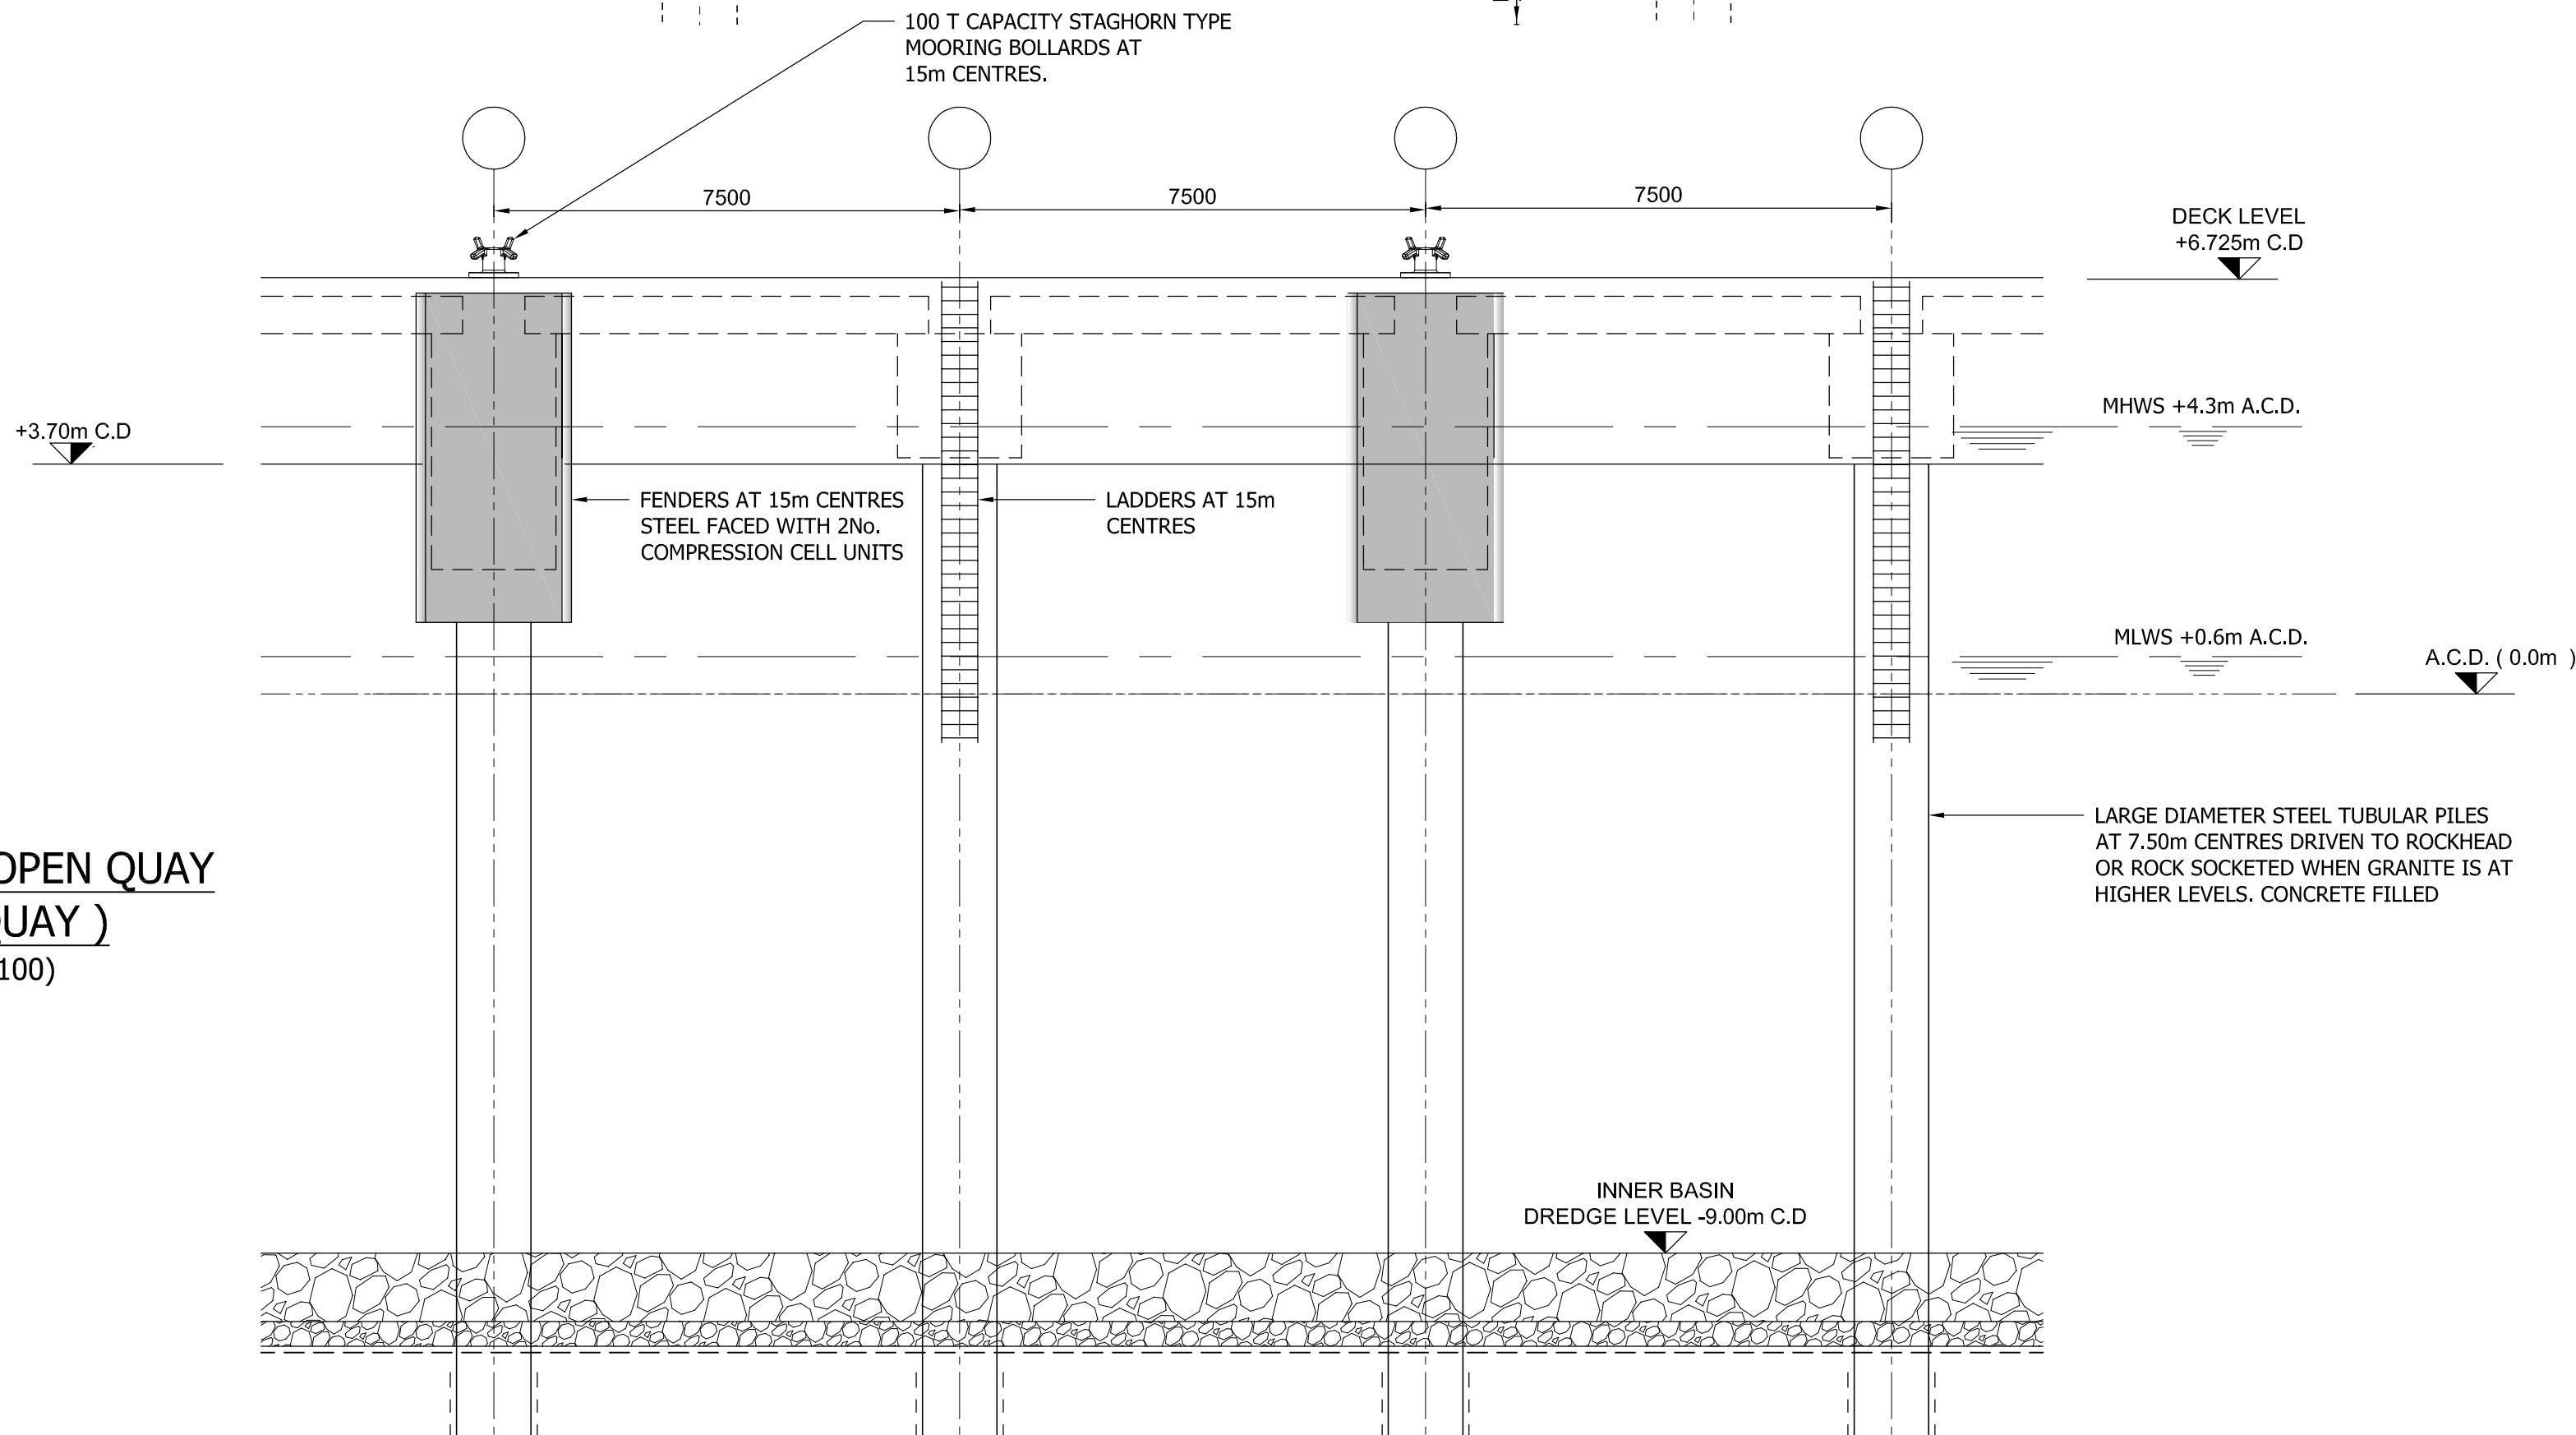 100 T CAPACITY STAGHORN TYPE
MOORING BOLLARDS AT
15m CENTRES.
7500
7500
7500
DECK LEVEL
+6.725m C.D
MHWS +4.3m A.C.D.
+3.70m C.D
FENDERS AT 15m CENTRES
STEEL FACED WITH 2No.
COMPRESSION CELL UNITS
LADDERS AT 15m
CENTRES
MLWS +0.6m A.C.D.
A.C.D. ( 0.0m )
LARGE DIAMETER STEEL TUBULAR PILES
AT 7.50m CENTRES DRIVEN TO ROCKHEAD
OR ROCK SOCKETED WHEN GRANITE IS AT
HIGHER LEVELS. CONCRETE FILLED
OPEN QUAY
QUAY )
100)
INNER BASIN
DREDGE LEVEL -9.00m C.D